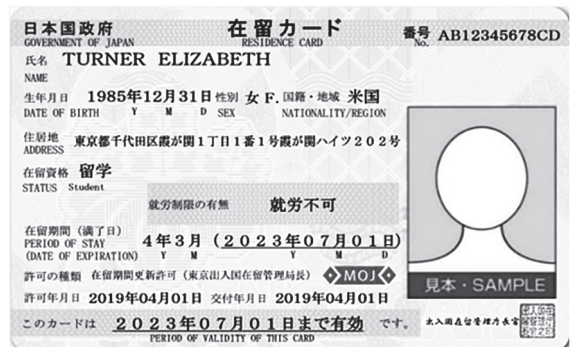 日本国政府 在留カード 番号 AB12345678CD
GOVERNMENT OF JAPAN RESIDENCE CARD No.
氏名 TURNER ELIZABETH
NAME
生年月日 1985年12月31日 性別 女 F. 国籍・地域 米国
DATE OF BIRTH Y M D SEX NATIONALITY/REGION
住居地 東京都千代田区霞が関1丁目1番1号霞が関ハイツ202号
ADDRESS
在留資格 留学
STATUS Student
就労制限の有無 就労不可
在留期間(満了日) 4年3月(2023年07月01日)
PERIOD OF STAY
(DATE OF EXPIRATION) Y M Y M D
許可の種類 在留期間更新許可(東京出入国在留管理局長) MOJ
見本・SAMPLE
許可年月日 2019年04月01日 交付年月日 2019年04月01日
このカードは 2023年07月01日まで有効 です。 出入国在留管理庁長官
PERIOD OF VALIDITY OF THIS CARD